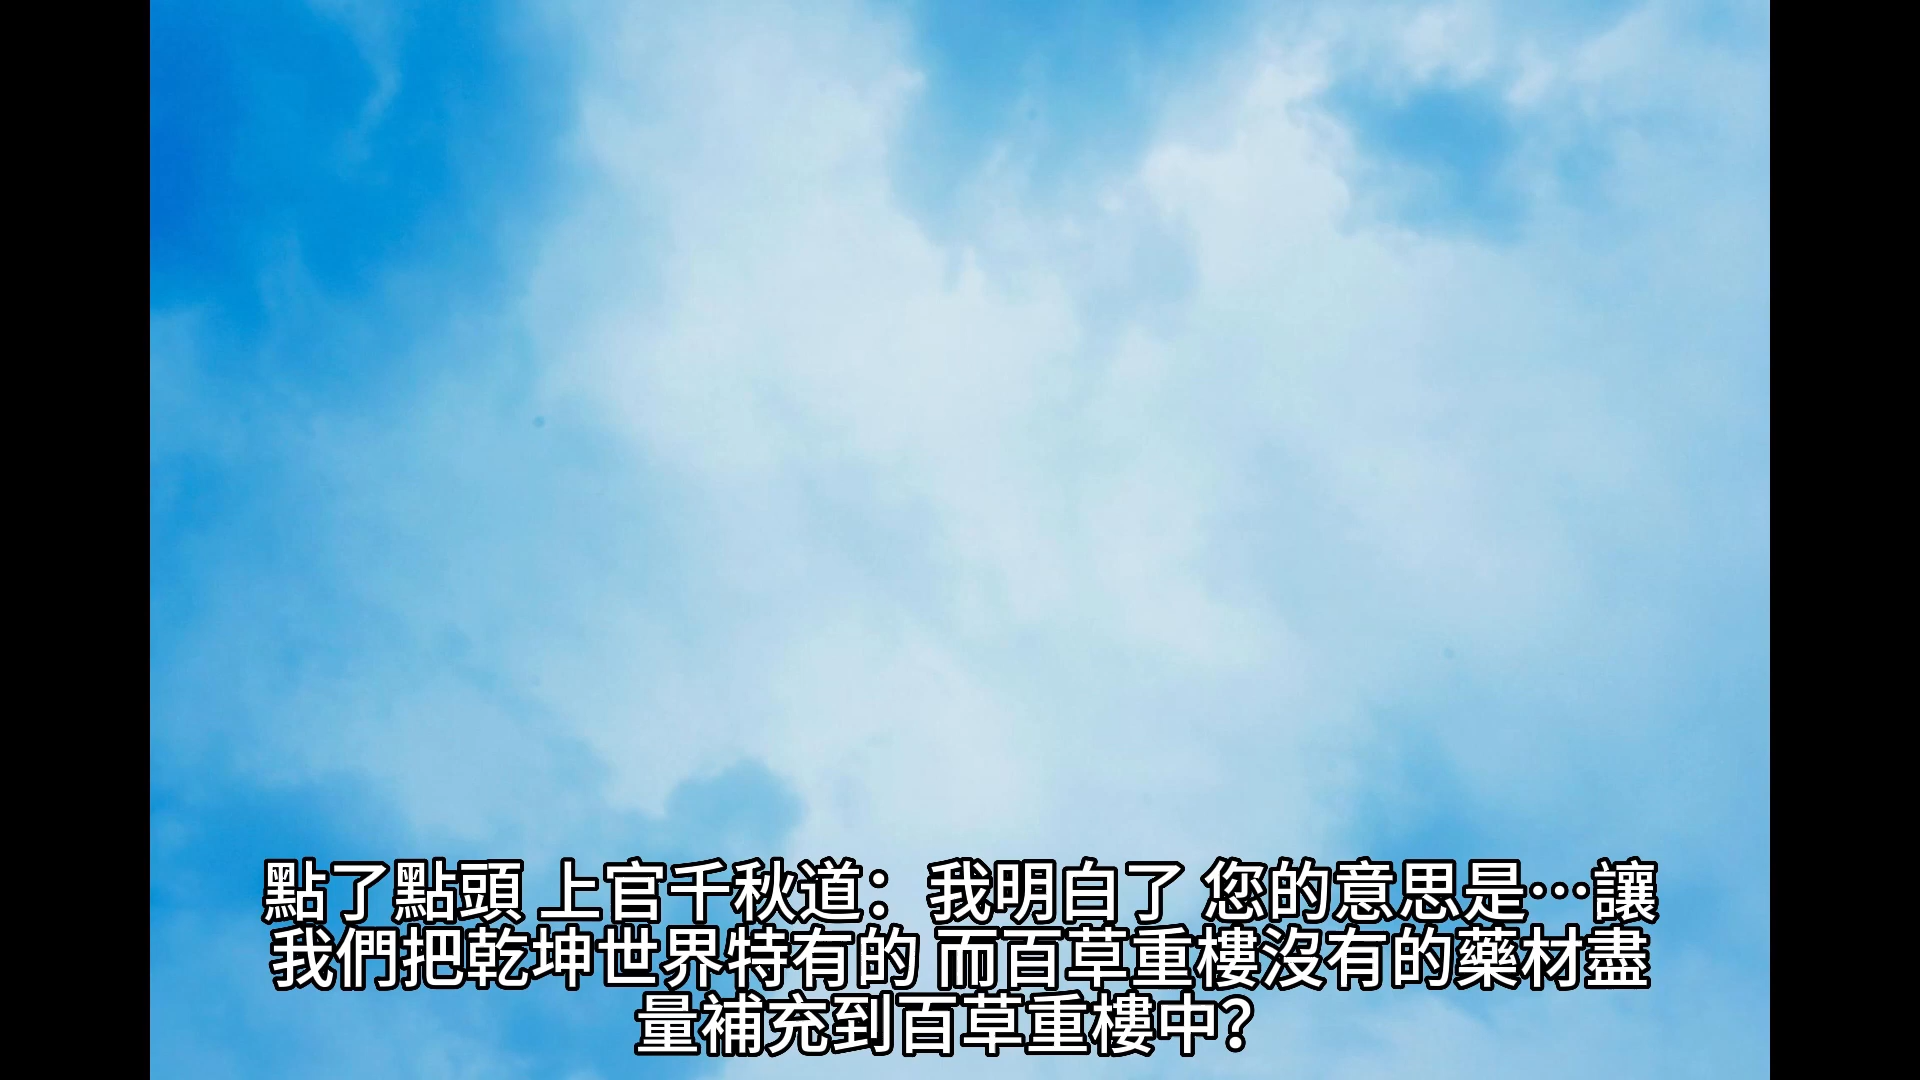 點了點頭 上官千秋道：我明白了 您的意思是…讓
我們把乾坤世界特有的 而百草重樓沒有的藥材盡
量補充到百草重樓中？